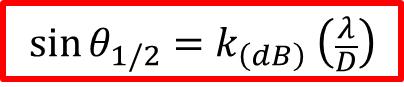 sin θ_{1/2} = k_{(dB)} (λ/D)